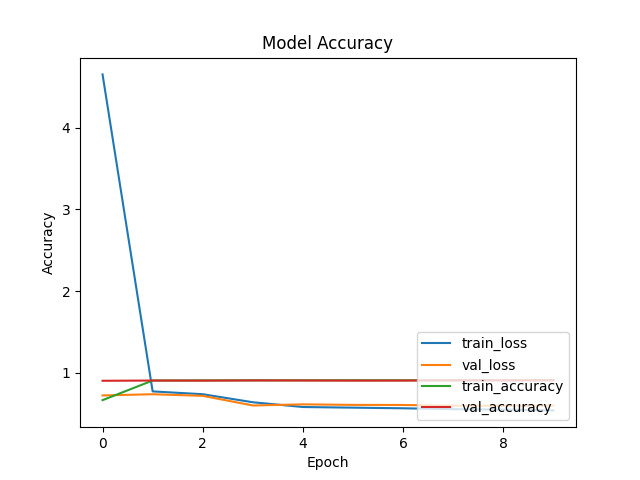 Model Accuracy
Accuracy
4
3
2
1
train_loss
val_loss
train_accuracy
val_accuracy
0 2 4 6 8
Epoch